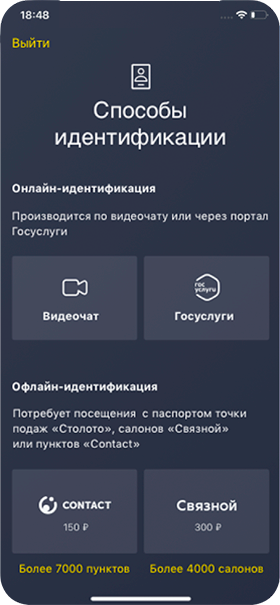 18:48
Выйти
Способы
идентификации
Онлайн-идентификация
Производится по видеочату или через портал
Госуслуги
Видеочат
гос
услуги
Госуслуги
Офлайн-идентификация
Потребует посещения с паспортом точки
подаж «Столото», салонов «Связной»
или пунктов «Contact»
CONTACT
150 ₽
Связной
300 ₽
Более 7000 пунктов
Более 4000 салонов